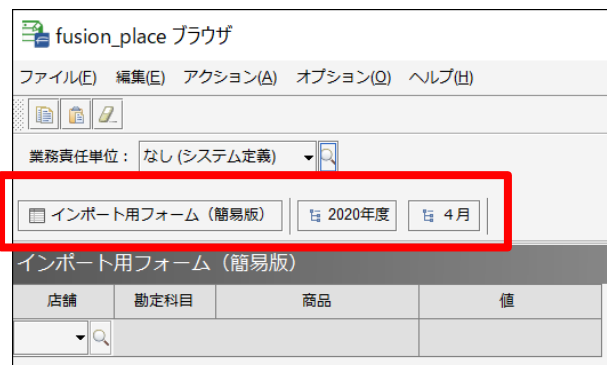 fusion_place ブラウザ
ファイル(F) 編集(E) アクション(A) オプション(O) ヘルプ(H)
業務責任単位： なし (システム定義)
インポート用フォーム（簡易版） 2020年度 4月
インポート用フォーム（簡易版）
店舗 勘定科目 商品 値